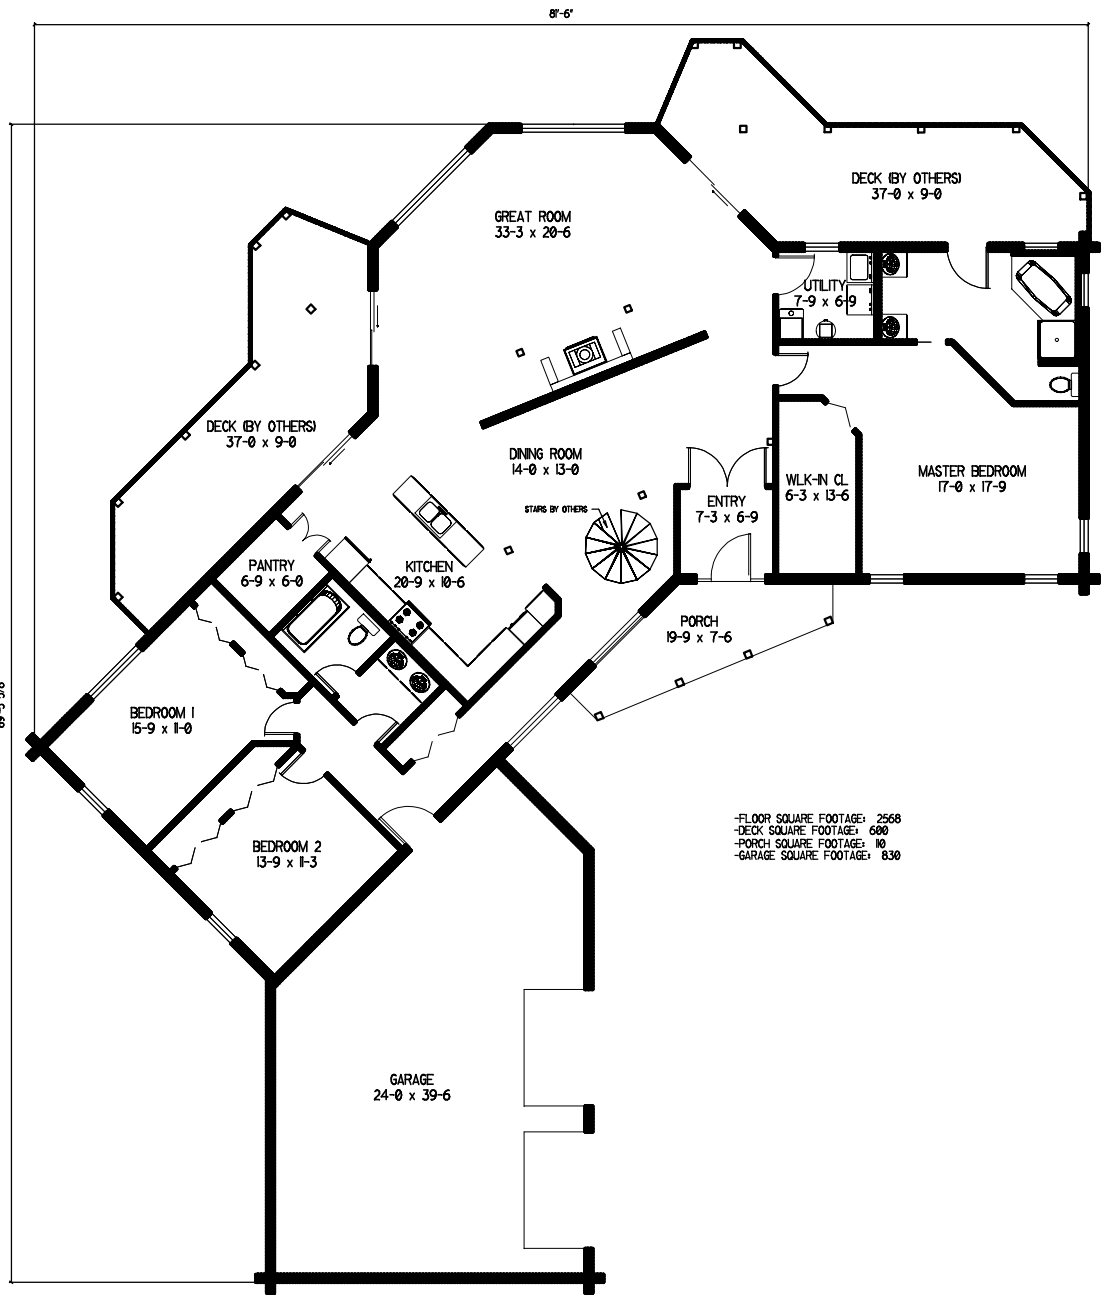 81'-6"
DECK (BY OTHERS)
37-0 x 9-0
GREAT ROOM
33-3 x 20-6
UTILITY
7-9 x 6-9
DECK (BY OTHERS)
37-0 x 9-0
DINING ROOM
14-0 x 13-0
MASTER BEDROOM
17-0 x 17-9
WLK-IN CL
6-3 x 13-6
ENTRY
7-3 x 6-9
STAIRS BY OTHERS
PANTRY
6-9 x 6-0
KITCHEN
20-9 x 10-6
PORCH
19-9 x 7-6
BEDROOM 1
15-9 x 11-0
BEDROOM 2
13-9 x 11-3
-FLOOR SQUARE FOOTAGE: 2568
-DECK SQUARE FOOTAGE: 600
-PORCH SQUARE FOOTAGE: 110
-GARAGE SQUARE FOOTAGE: 830
GARAGE
24-0 x 39-6